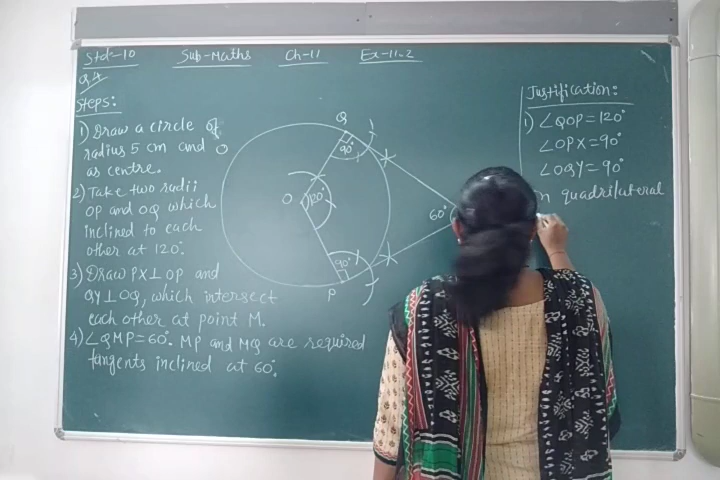 Std-10 Sub-Maths Ch-11 Ex-11.2
Q4
Steps:
1) Draw a circle of
radius 5 cm and O
as centre.
2) Take two radii
OP and OQ which
inclined to each
other at 120°.
3) Draw PX⊥OP and
QY⊥OQ, which intersect
each other at point M.
4) ∠QMP=60°. MP and MQ are required
tangents inclined at 60°.
Q
90°
O
120°
90°
P
60°
Justification:
1) ∠QOP=120°
∠OPX=90°
∠OQY=90°
quadrilateral